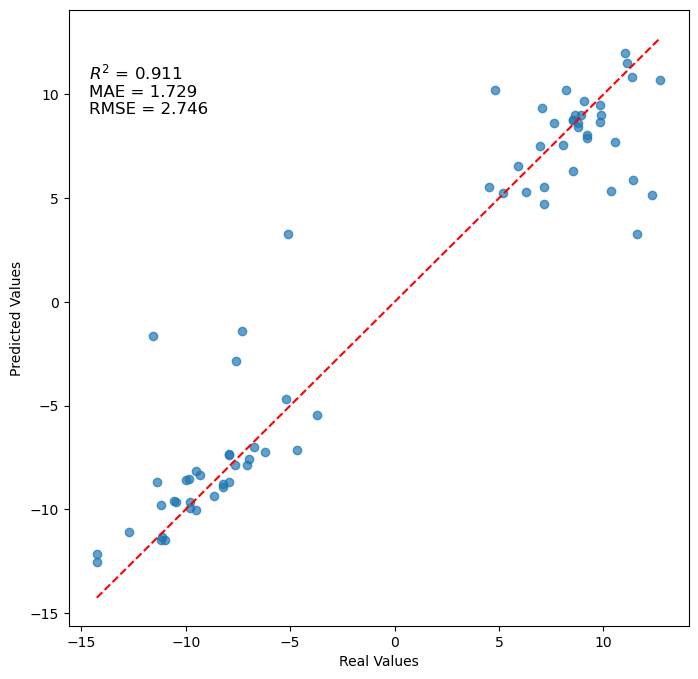 R² = 0.911
MAE = 1.729
RMSE = 2.746
10
5
0
−5
−10
−15
Predicted Values
−15 −10 −5 0 5 10
Real Values